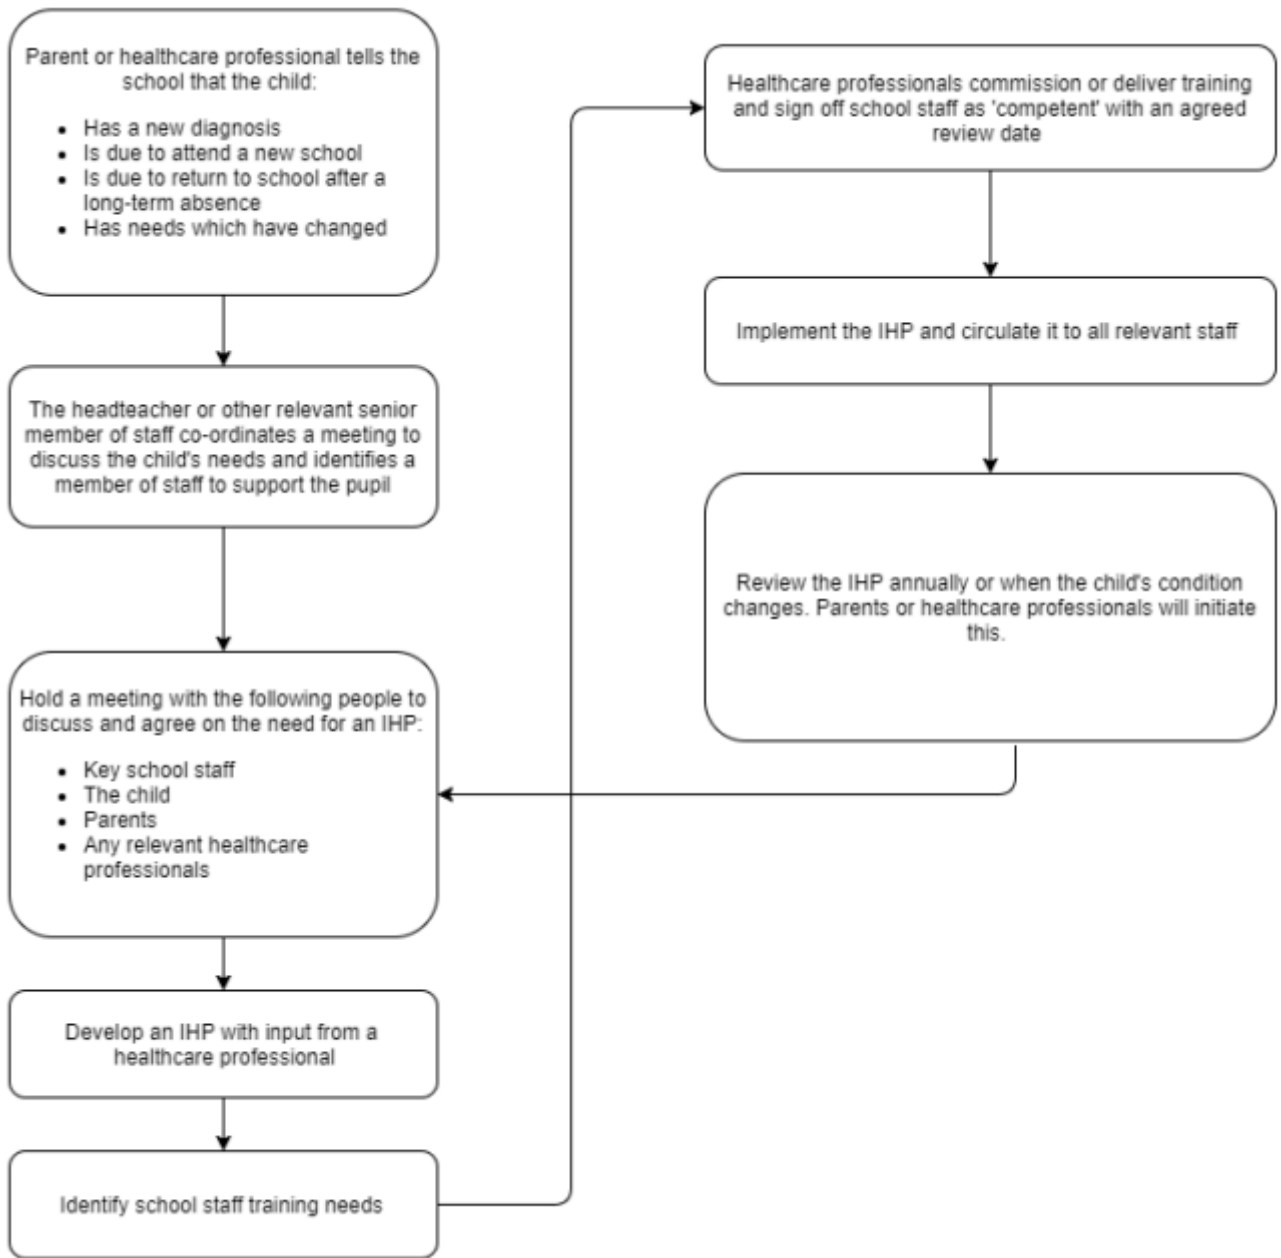 Parent or healthcare professional tells the
school that the child:
• Has a new diagnosis
• Is due to attend a new school
• Is due to return to school after a
long-term absence
• Has needs which have changed
The headteacher or other relevant senior
member of staff co-ordinates a meeting to
discuss the child's needs and identifies a
member of staff to support the pupil
Hold a meeting with the following people to
discuss and agree on the need for an IHP:
• Key school staff
• The child
• Parents
• Any relevant healthcare
professionals
Develop an IHP with input from a
healthcare professional
Identify school staff training needs
Healthcare professionals commission or deliver training
and sign off school staff as 'competent' with an agreed
review date
Implement the IHP and circulate it to all relevant staff
Review the IHP annually or when the child's condition
changes. Parents or healthcare professionals will initiate
this.